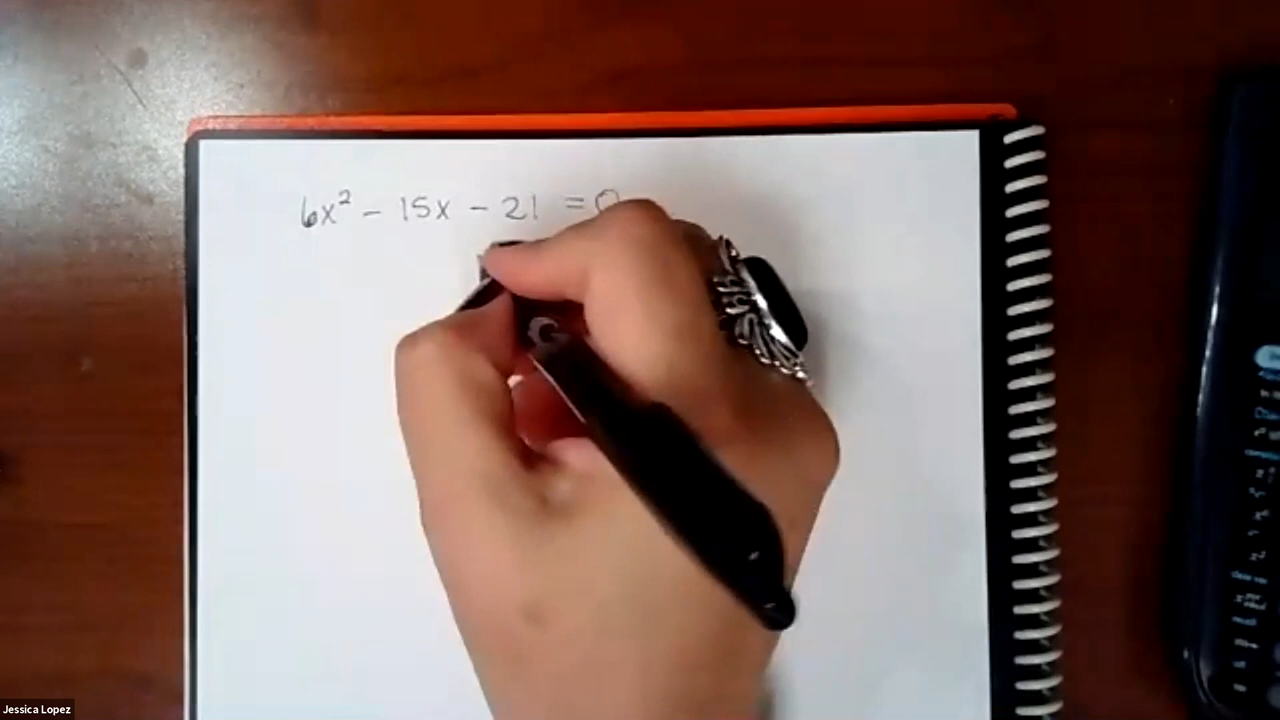 6x² - 15x - 21 = 0
Jessica Lopez